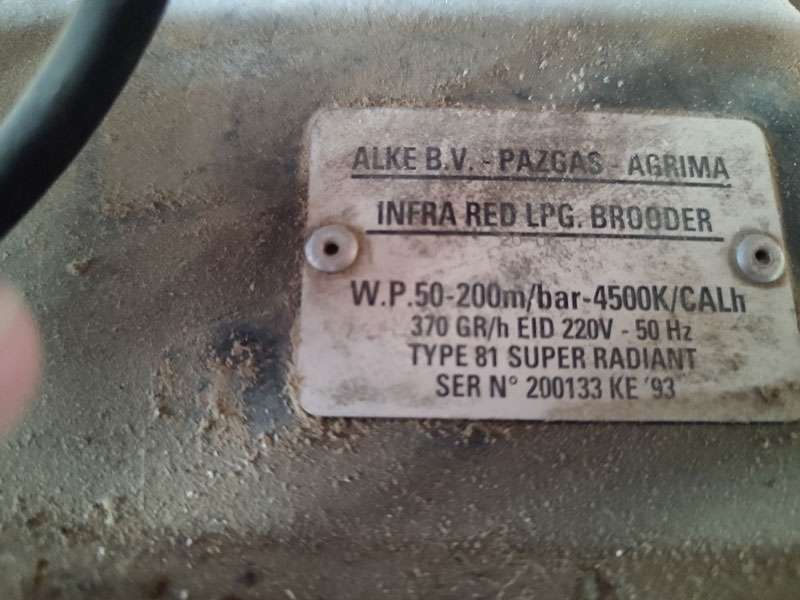 ALKE B.V. - PAZGAS - AGRIMA
INFRA RED LPG. BROODER
W.P.50-200m/bar-4500K/CALh
370 GR/h EID 220V - 50 Hz
TYPE 81 SUPER RADIANT
SER N° 200133 KE '93